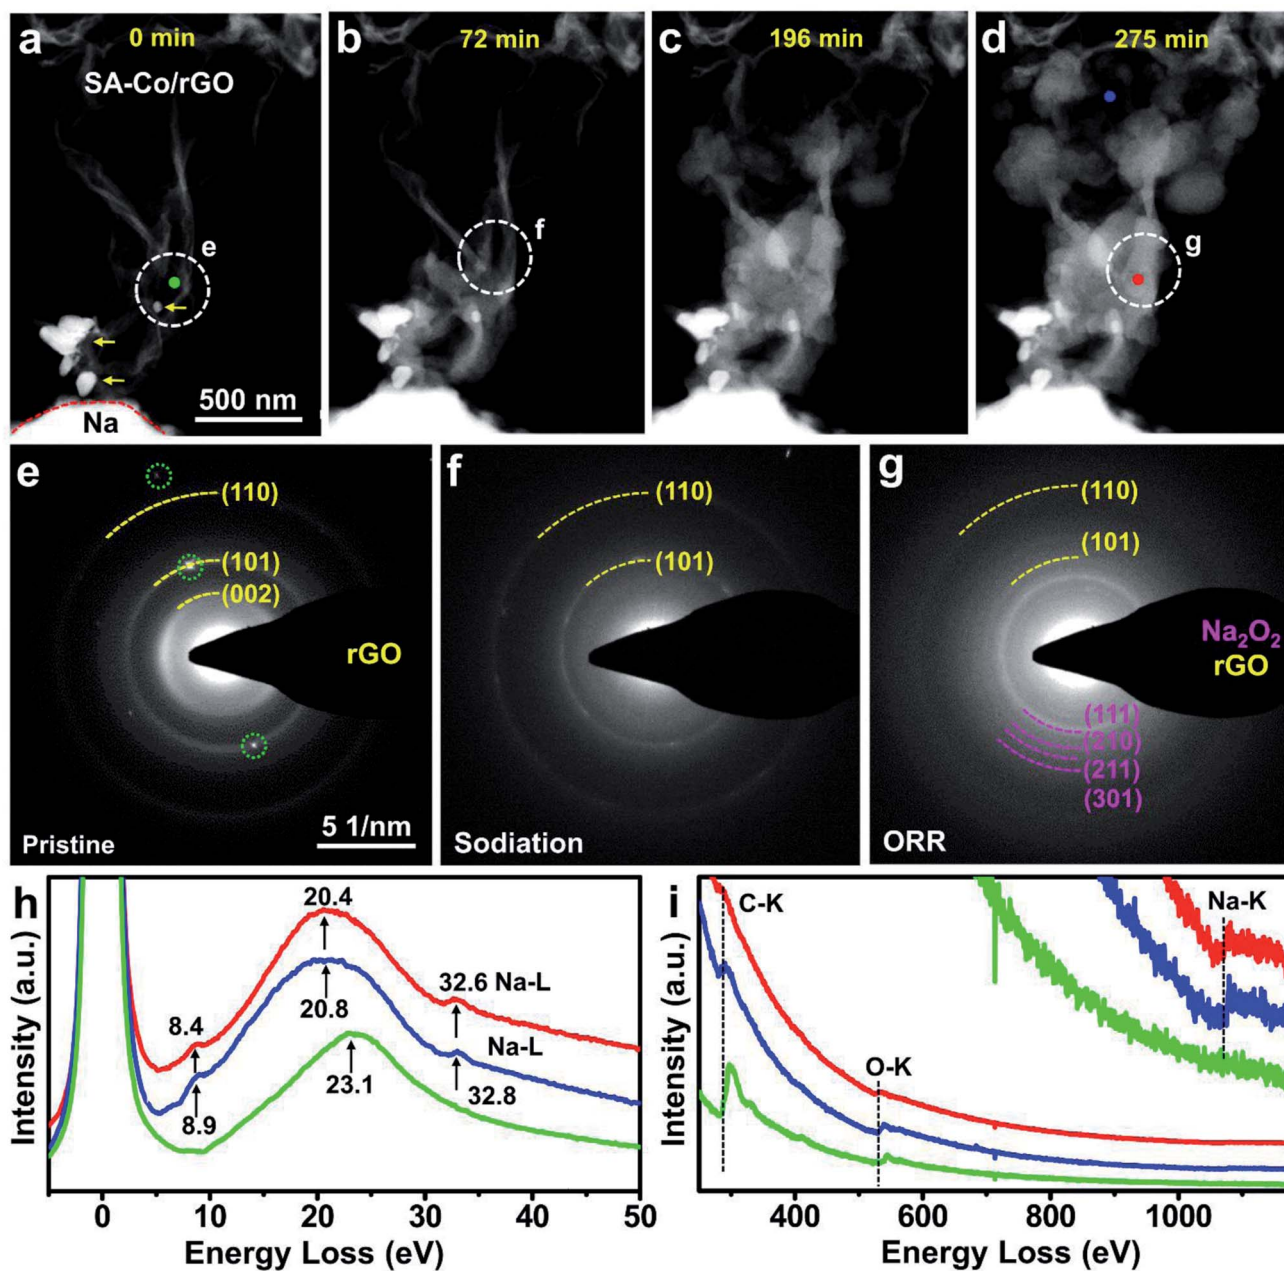 a
0 min
SA-Co/rGO
e
500 nm
Na
b
72 min
f
c
196 min
d
275 min
g
e
(110)
(101)
(002)
rGO
Pristine
5 1/nm
f
(110)
(101)
Sodiation
g
(110)
(101)
Na₂O₂
rGO
(111)
(210)
(211)
(301)
ORR
h
20.4
8.4
32.6 Na-L
20.8
Na-L
8.9
23.1
32.8
0 10 20 30 40 50
Energy Loss (eV)
Intensity (a.u.)
i
C-K
Na-K
O-K
400 600 800 1000
Energy Loss (eV)
Intensity (a.u.)